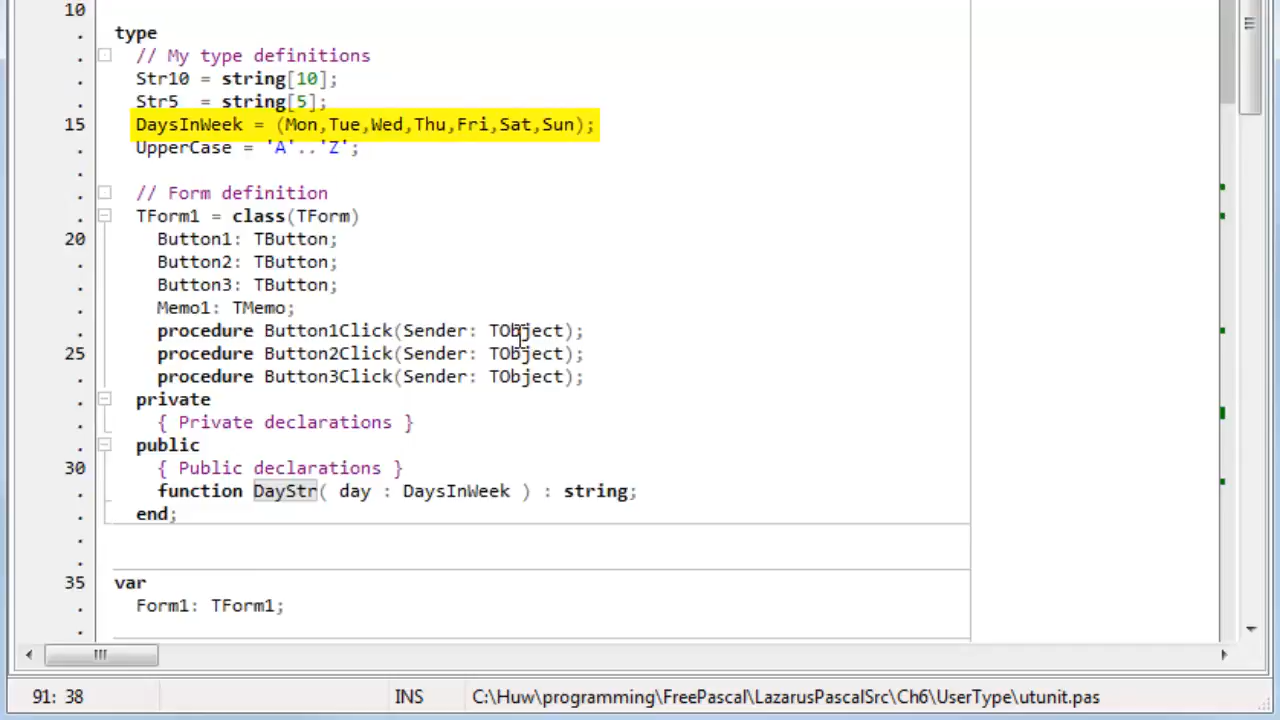 10
. type
. // My type definitions
. Str10 = string[10];
. Str5  = string[5];
15 DaysInWeek = (Mon,Tue,Wed,Thu,Fri,Sat,Sun);
. UpperCase = 'A'..'Z';
.
. // Form definition
. TForm1 = class(TForm)
20 Button1: TButton;
. Button2: TButton;
. Button3: TButton;
. Memo1: TMemo;
. procedure Button1Click(Sender: TObject);
25 procedure Button2Click(Sender: TObject);
. procedure Button3Click(Sender: TObject);
. private
. { Private declarations }
. public
30 { Public declarations }
. function DayStr( day : DaysInWeek ) : string;
. end;
.
.
35 var
. Form1: TForm1;
.
91: 38 INS C:\Huw\programming\FreePascal\LazarusPascalSrc\Ch6\UserType\utunit.pas